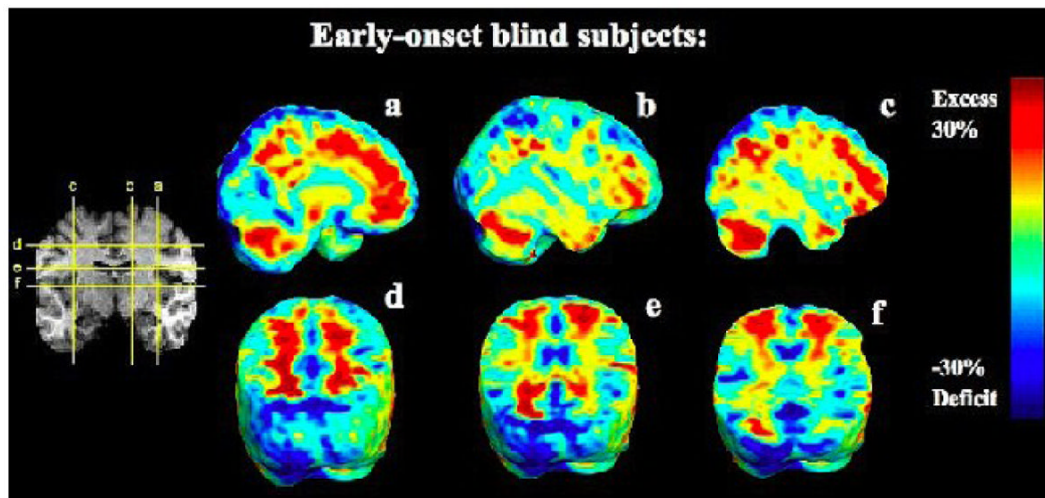 Early-onset blind subjects:
a
b
c
Excess
30%
c b a
d
e
f
d
e
f
-30%
Deficit